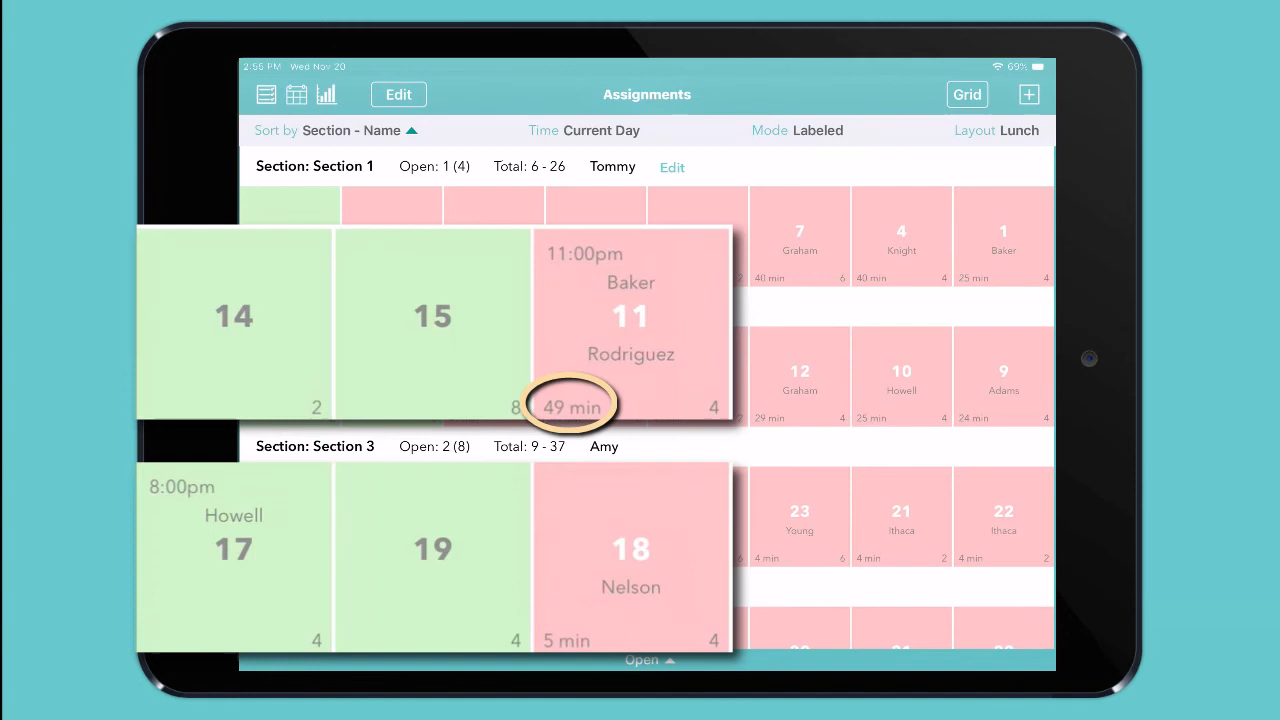 2:55 PM Wed Nov 20 69%
Edit Assignments Grid
Sort by Section - Name Time Current Day Mode Labeled Layout Lunch
Section: Section 1 Open: 1 (4) Total: 6 - 26 Tommy Edit
7 4 1
Graham Knight Baker
2 40 min 6 40 min 4 25 min 4
11:00pm
Baker
14 15 11
Rodriguez
2 8 49 min 4
12 10 9
Graham Howell Adams
29 min 4 25 min 4 24 min 4
Section: Section 3 Open: 2 (8) Total: 9 - 37 Amy
8:00pm
Howell
17 19 18
Nelson
4 4 5 min 4
23 21 22
Young Ithaca Ithaca
6 4 min 6 4 min 2 4 min 2
Open